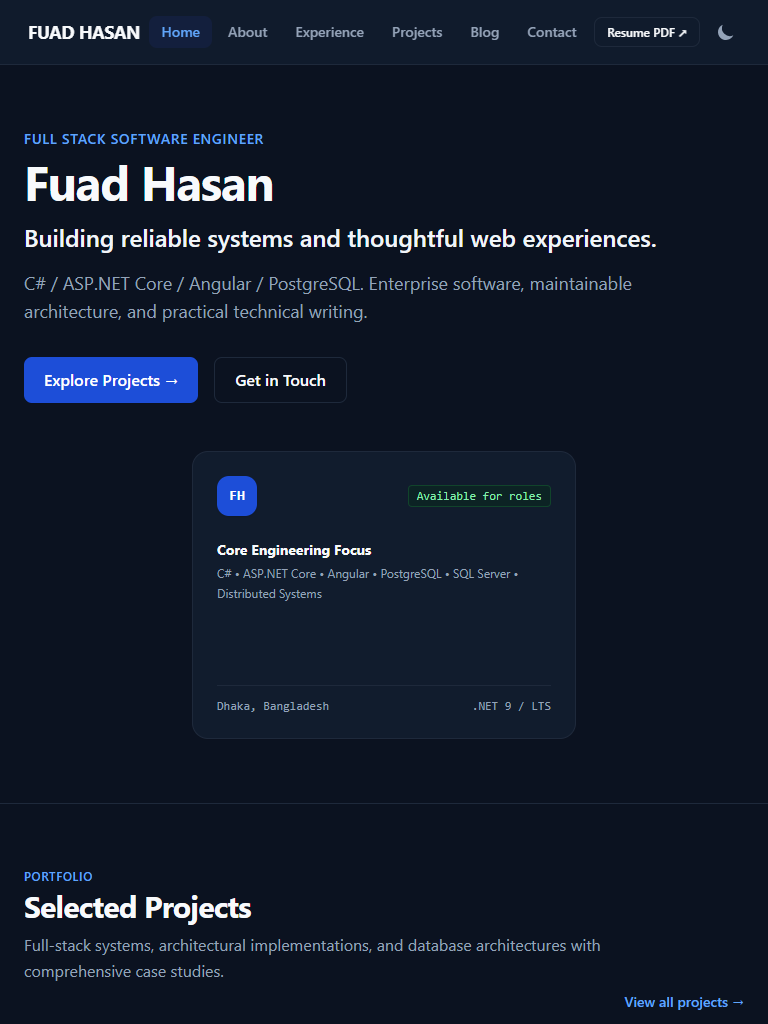 FUAD HASAN
Home
About
Experience
Projects
Blog
Contact
Resume PDF ↗
FULL STACK SOFTWARE ENGINEER
Fuad Hasan
Building reliable systems and thoughtful web experiences.
C# / ASP.NET Core / Angular / PostgreSQL. Enterprise software, maintainable
architecture, and practical technical writing.
Explore Projects →
Get in Touch
FH
Available for roles
Core Engineering Focus
C# • ASP.NET Core • Angular • PostgreSQL • SQL Server •
Distributed Systems
Dhaka, Bangladesh
.NET 9 / LTS
PORTFOLIO
Selected Projects
Full-stack systems, architectural implementations, and database architectures with
comprehensive case studies.
View all projects →